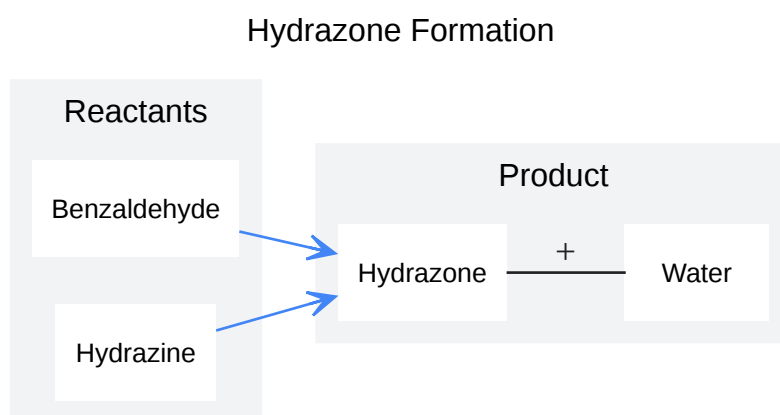 Hydrazone Formation
Reactants
Benzaldehyde
Hydrazine
Product
Hydrazone
+
Water